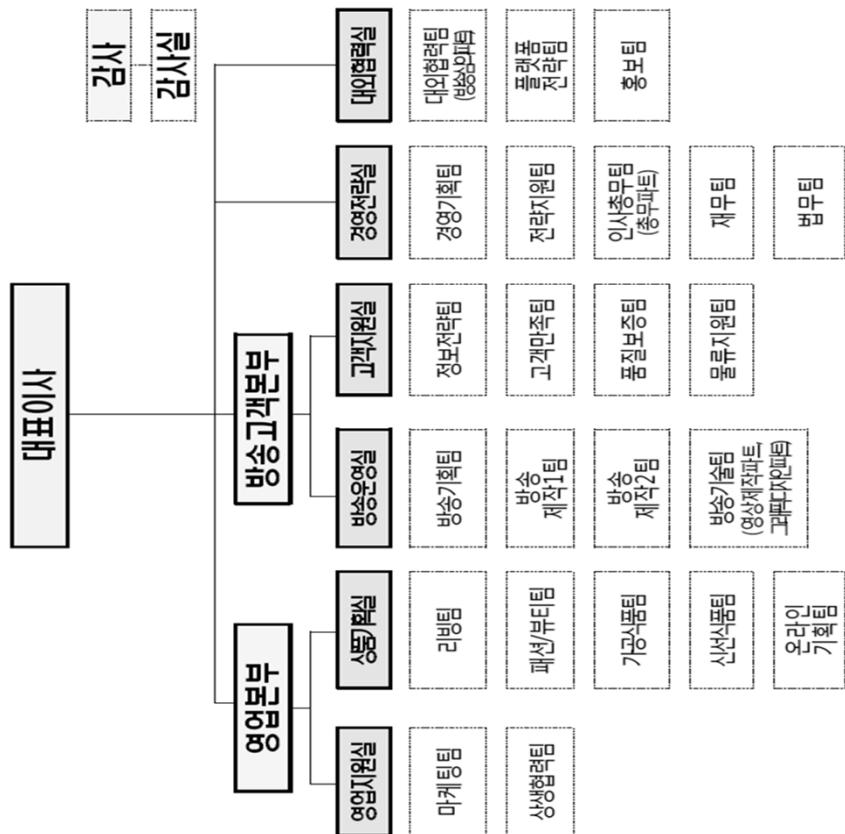 대표이사
감사
감사실
영업본부
방송고객본부
영업지원실
상품기획실
방송운영실
고객지원실
경영전략실
대외협력실
마케팅팀
상생협력팀
리빙팀
패션/뷰티팀
가공식품팀
신선식품팀
온라인
기획팀
방송기획팀
방송
제작1팀
방송
제작2팀
방송기술팀
(영상제작파트,
그래픽디자인파트)
정보전략팀
고객만족팀
품질보증팀
물류지원팀
경영기획팀
전략지원팀
인사총무팀
(총무파트)
재무팀
법무팀
대외협력팀
(방송심의파트)
플랫폼
전략팀
홍보팀